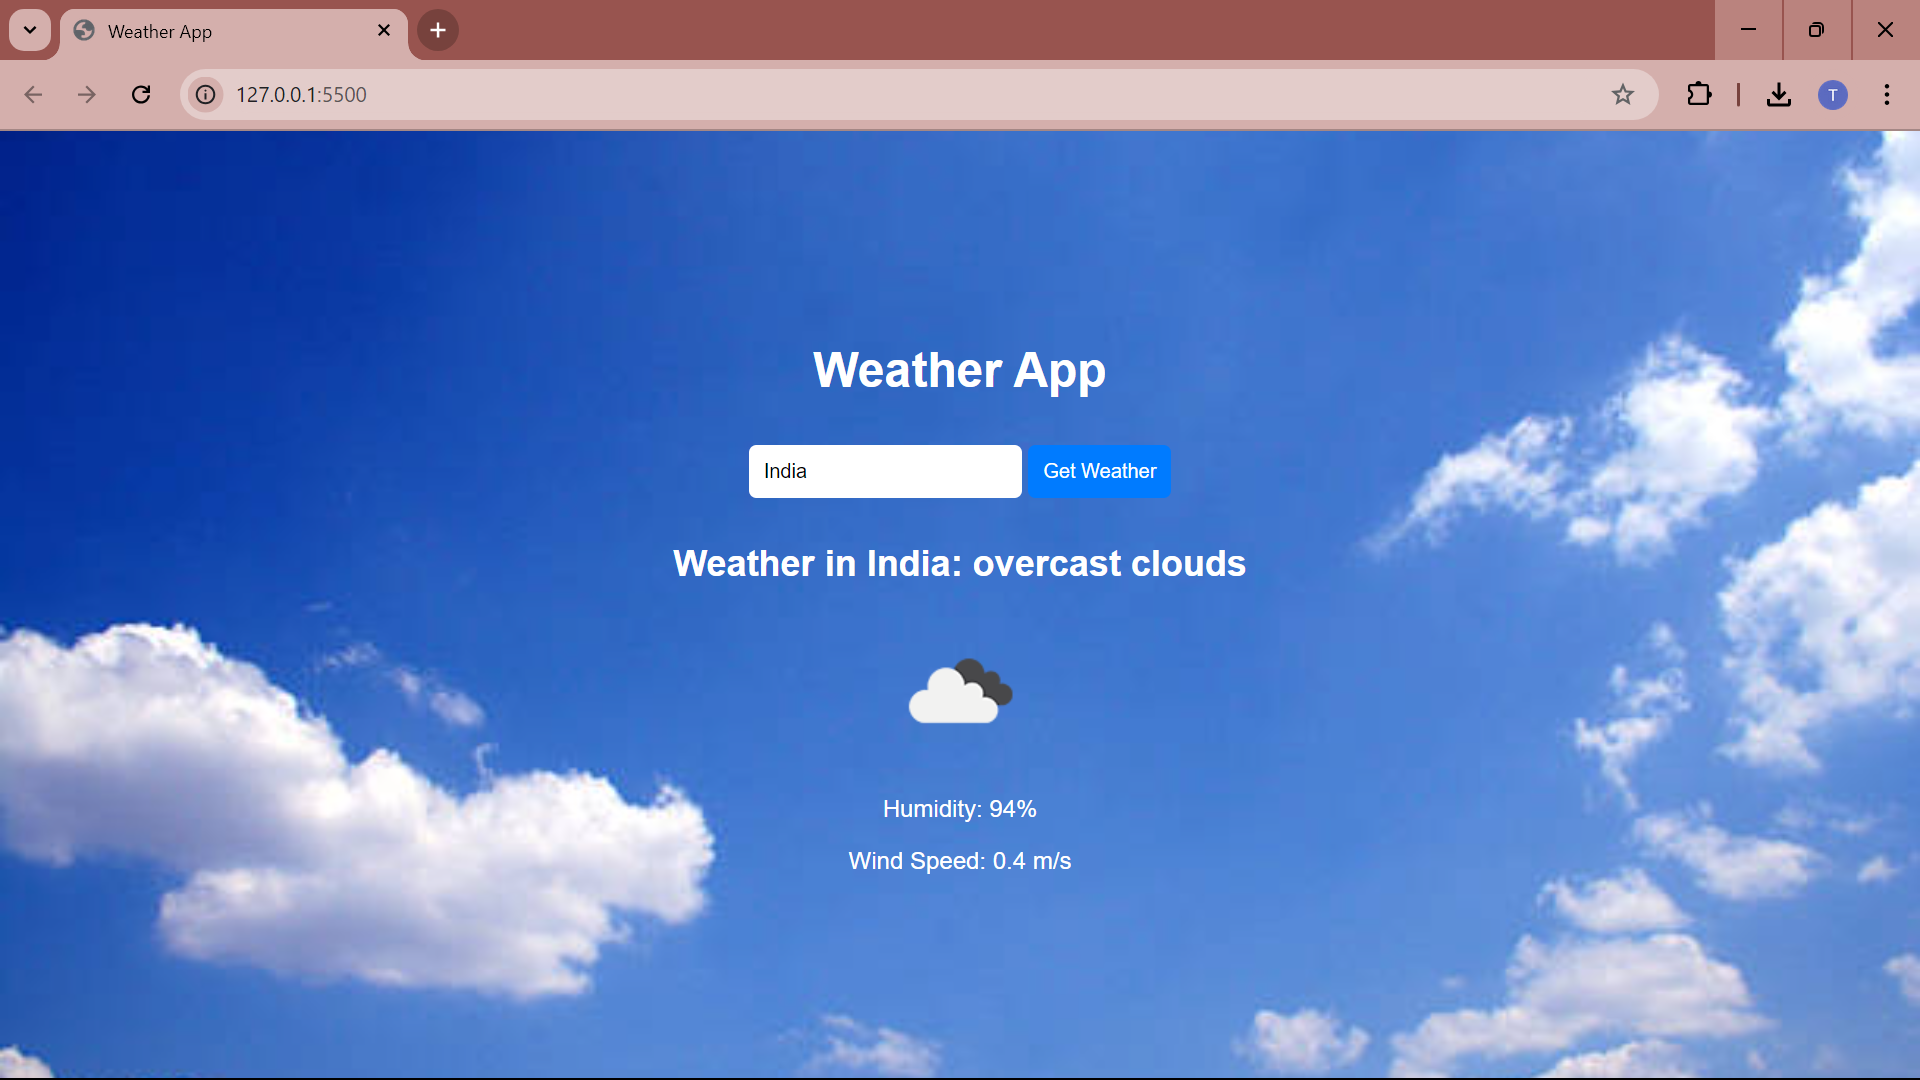 Weather App
127.0.0.1:5500
T
Weather App
India
Get Weather
Weather in India: overcast clouds
Humidity: 94%
Wind Speed: 0.4 m/s